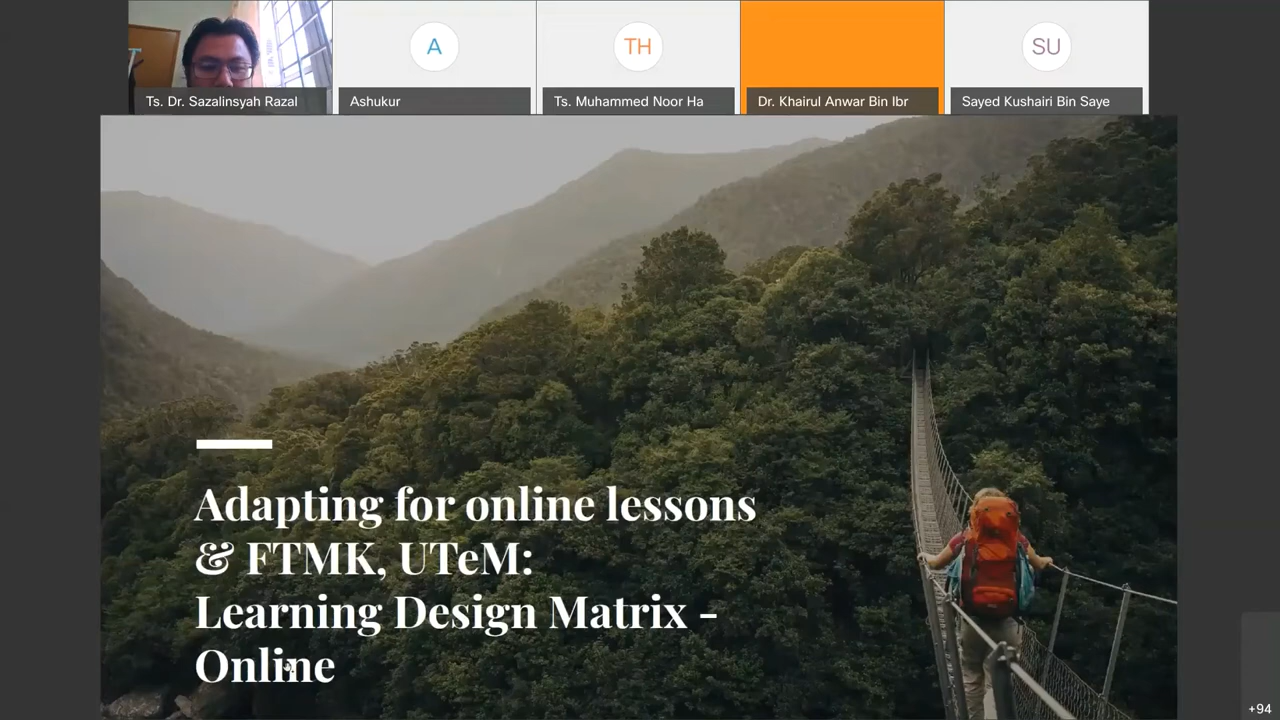 A
TH
SU
Ts. Dr. Sazalinsyah Razal
Ashukur
Ts. Muhammed Noor Ha
Dr. Khairul Anwar Bin Ibr
Sayed Kushairi Bin Saye
Adapting for online lessons
& FTMK, UTeM:
Learning Design Matrix -
Online
+94